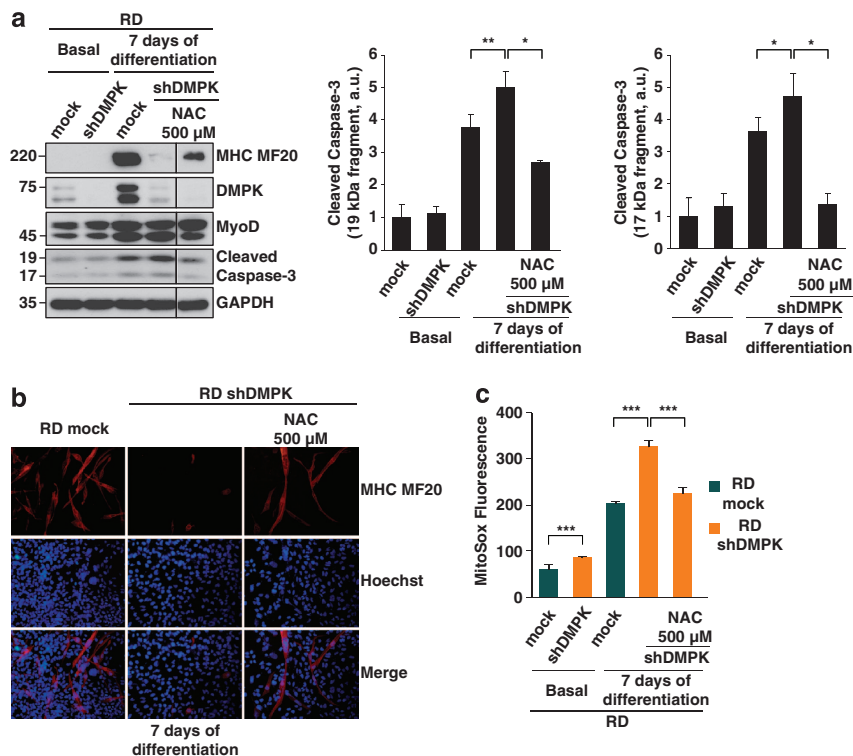 a
RD
Basal
7 days of
differentiation
shDMPK
mock
shDMPK
mock
NAC
500 µM
220
MHC MF20
75
DMPK
MyoD
45
19
Cleaved
17
Caspase-3
35
GAPDH
Cleaved Caspase-3
(19 kDa fragment, a.u.)
6
5
4
3
2
1
0
**
*
mock
shDMPK
mock
NAC
500 µM
shDMPK
Basal
7 days of
differentiation
Cleaved Caspase-3
(17 kDa fragment, a.u.)
6
5
4
3
2
1
0
*
*
mock
shDMPK
mock
NAC
500 µM
shDMPK
Basal
7 days of
differentiation
b
RD shDMPK
RD mock
NAC
500 µM
MHC MF20
Hoechst
Merge
7 days of
differentiation
c
MitoSox Fluorescence
400
300
200
100
0
***
***
***
RD
mock
RD
shDMPK
mock
shDMPK
mock
NAC
500 µM
shDMPK
Basal
7 days of
differentiation
RD